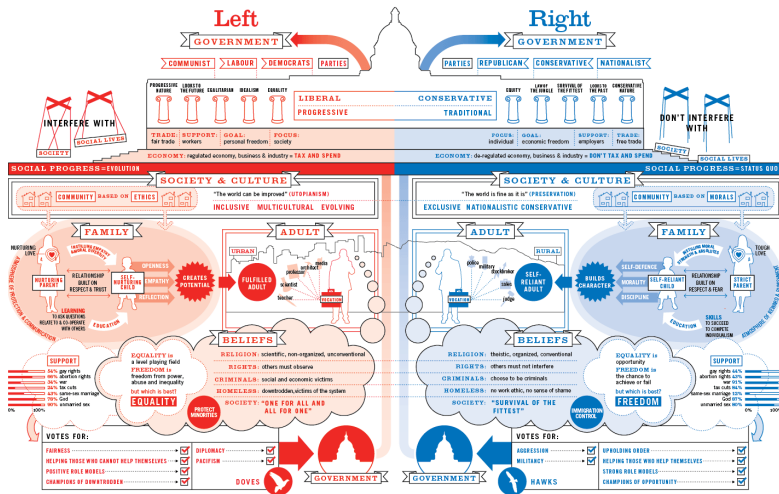 Left
GOVERNMENT
COMMUNIST
LABOUR
DEMOCRATS
PARTIES
Right
GOVERNMENT
PARTIES
REPUBLICAN
CONSERVATIVE
NATIONALIST
PROGRESSIVE NATURE
LOOKS TO THE FUTURE
EGALITARIAN
IDEALISM
EQUALITY
LIBERAL
CONSERVATIVE
PROGRESSIVE
TRADITIONAL
EQUITY
LAW OF THE JUNGLE
SURVIVAL OF THE FITTEST
LOOKS TO THE PAST
CONSERVATIVE NATURE
INTERFERE WITH
SOCIETY
SOCIAL LIVES
DON'T INTERFERE WITH
SOCIETY
SOCIAL LIVES
TRADE: fair trade
SUPPORT: workers
GOAL: personal freedom
FOCUS: society
FOCUS: individual
GOAL: economic freedom
SUPPORT: employers
TRADE: free trade
ECONOMY: regulated economy, business & industry = TAX AND SPEND
ECONOMY: de-regulated economy, business & industry = DON'T TAX AND SPEND
SOCIAL PROGRESS = EVOLUTION
SOCIAL PROGRESS = STATUS QUO
SOCIETY & CULTURE
COMMUNITY BASED ON ETHICS
"The world can be improved" (UTOPIANISM)
INCLUSIVE MULTICULTURAL EVOLVING
SOCIETY & CULTURE
"The world is fine as it is" (PRESERVATION)
EXCLUSIVE NATIONALISTIC CONSERVATIVE
COMMUNITY BASED ON MORALS
FAMILY
NURTURING LOVE
NURTURING PARENT
RELATIONSHIP BUILT ON RESPECT & TRUST
SELF-NURTURING CHILD
OPENNESS
EMPATHY
REFLECTION
EDUCATION
LEARNING TO ASK QUESTIONS, RELATE TO & CO-OPERATE WITH OTHERS
CREATES POTENTIAL
ADULT
URBAN
FULFILLED ADULT
teacher
scientist
professor
architect
media
VOCATION
ADULT
RURAL
police
military
stockbroker
sales
judge
VOCATION
SELF-RELIANT ADULT
BUILDS CHARACTER
FAMILY
SELF-DEFENCE
MORALITY
DISCIPLINE
SELF-RELIANT CHILD
RELATIONSHIP BUILT ON RESPECT & FEAR
STRICT PARENT
TOUGH LOVE
EDUCATION
SKILLS TO SUCCEED TO COMPETE INDIVIDUALISM
BELIEFS
RELIGION: scientific, non-organized, unconventional
RIGHTS: others must observe
CRIMINALS: social and economic victims
HOMELESS: downtrodden, victims of the system
SOCIETY: "ONE FOR ALL AND ALL FOR ONE"
EQUALITY is a level playing field
FREEDOM is freedom from power, abuse and inequality
but which is best?
EQUALITY
PROTECT MINORITIES
BELIEFS
RELIGION: theistic, organized, conventional
RIGHTS: others must not interfere
CRIMINALS: choose to be criminals
HOMELESS: no work ethic, no sense of shame
SOCIETY: "SURVIVAL OF THE FITTEST"
EQUALITY is opportunity
FREEDOM is the chance to achieve or fail
but which is best?
FREEDOM
IMMIGRATION CONTROL
SUPPORT
gay rights
abortion rights
war
tax cuts
same-sex marriage
God
unmarried sex
100%
0%
SUPPORT
gay rights
abortion rights
war
tax cuts
same-sex marriage
God
unmarried sex
0%
100%
VOTES FOR:
FAIRNESS
HELPING THOSE WHO CANNOT HELP THEMSELVES
POSITIVE ROLE MODELS
CHAMPIONS OF DOWNTRODDEN
DIPLOMACY
PACIFISM
DOVES
GOVERNMENT
GOVERNMENT
HAWKS
VOTES FOR:
AGGRESSION
MILITANCY
UPHOLDING ORDER
HELPING THOSE WHO HELP THEMSELVES
STRONG ROLE MODELS
CHAMPIONS OF OPPORTUNITY